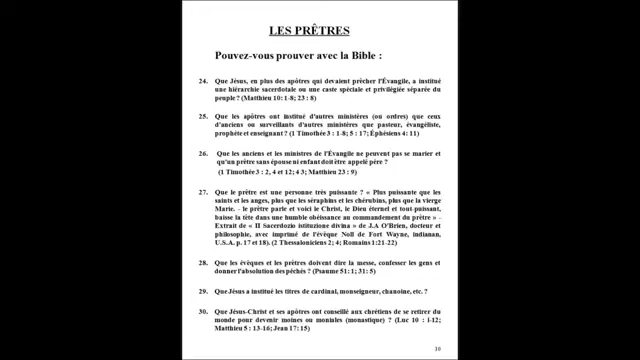 LES PRÊTRES
Pouvez-vous prouver avec la Bible :
24. Que Jésus, en plus des apôtres qui devaient prêcher l'Évangile, a institué
une hiérarchie sacerdotale ou une caste spéciale et privilégiée séparée du
peuple ? (Matthieu 10: 1-8; 23 : 8)
25. Que les apôtres ont institué d'autres ministères (ou ordres) que ceux
d'anciens ou surveillants d'autres ministères que pasteur, évangéliste,
prophète et enseignant ? (1 Timothée 3 : 1-8; 5 : 17; Éphésiens 4: 11)
26. Que les anciens et les ministres de l'Évangile ne peuvent pas se marier et
qu'un prêtre sans épouse ni enfant doit être appelé père ?
(1 Timothée 3 : 2, 4 et 12; 4 3; Matthieu 23 : 9)
27. Que le prêtre est une personne très puissante ? « Plus puissante que les
saints et les anges, plus que les séraphins et les chérubins, plus que la vierge
Marie. - le prêtre parle et voici le Christ, le Dieu éternel et tout-puissant,
baisse la tête dans une humble obéissance au commandement du prêtre » -
Extrait de « Il Sacerdozio istituzione divina » de J.A O'Brien, docteur et
philosophie, avec imprimé de l'évêque Noll de Fort Wayne, indianan,
U.S.A. p. 17 et 18). (2 Thessaloniciens 2; 4; Romains 1:21-22)
28. Que les évêques et les prêtres doivent dire la messe, confesser les gens et
donner l'absolution des péchés ? (Psaume 51: 1; 31: 5)
29. Que Jésus a institué les titres de cardinal, monseigneur, chanoine, etc. ?
30. Que Jésus-Christ et ses apôtres ont conseillé aux chrétiens de se retirer du
monde pour devenir moines ou moniales (monastique) ? (Luc 10 : 1-12;
Matthieu 5 : 13-16; Jean 17: 15)
10